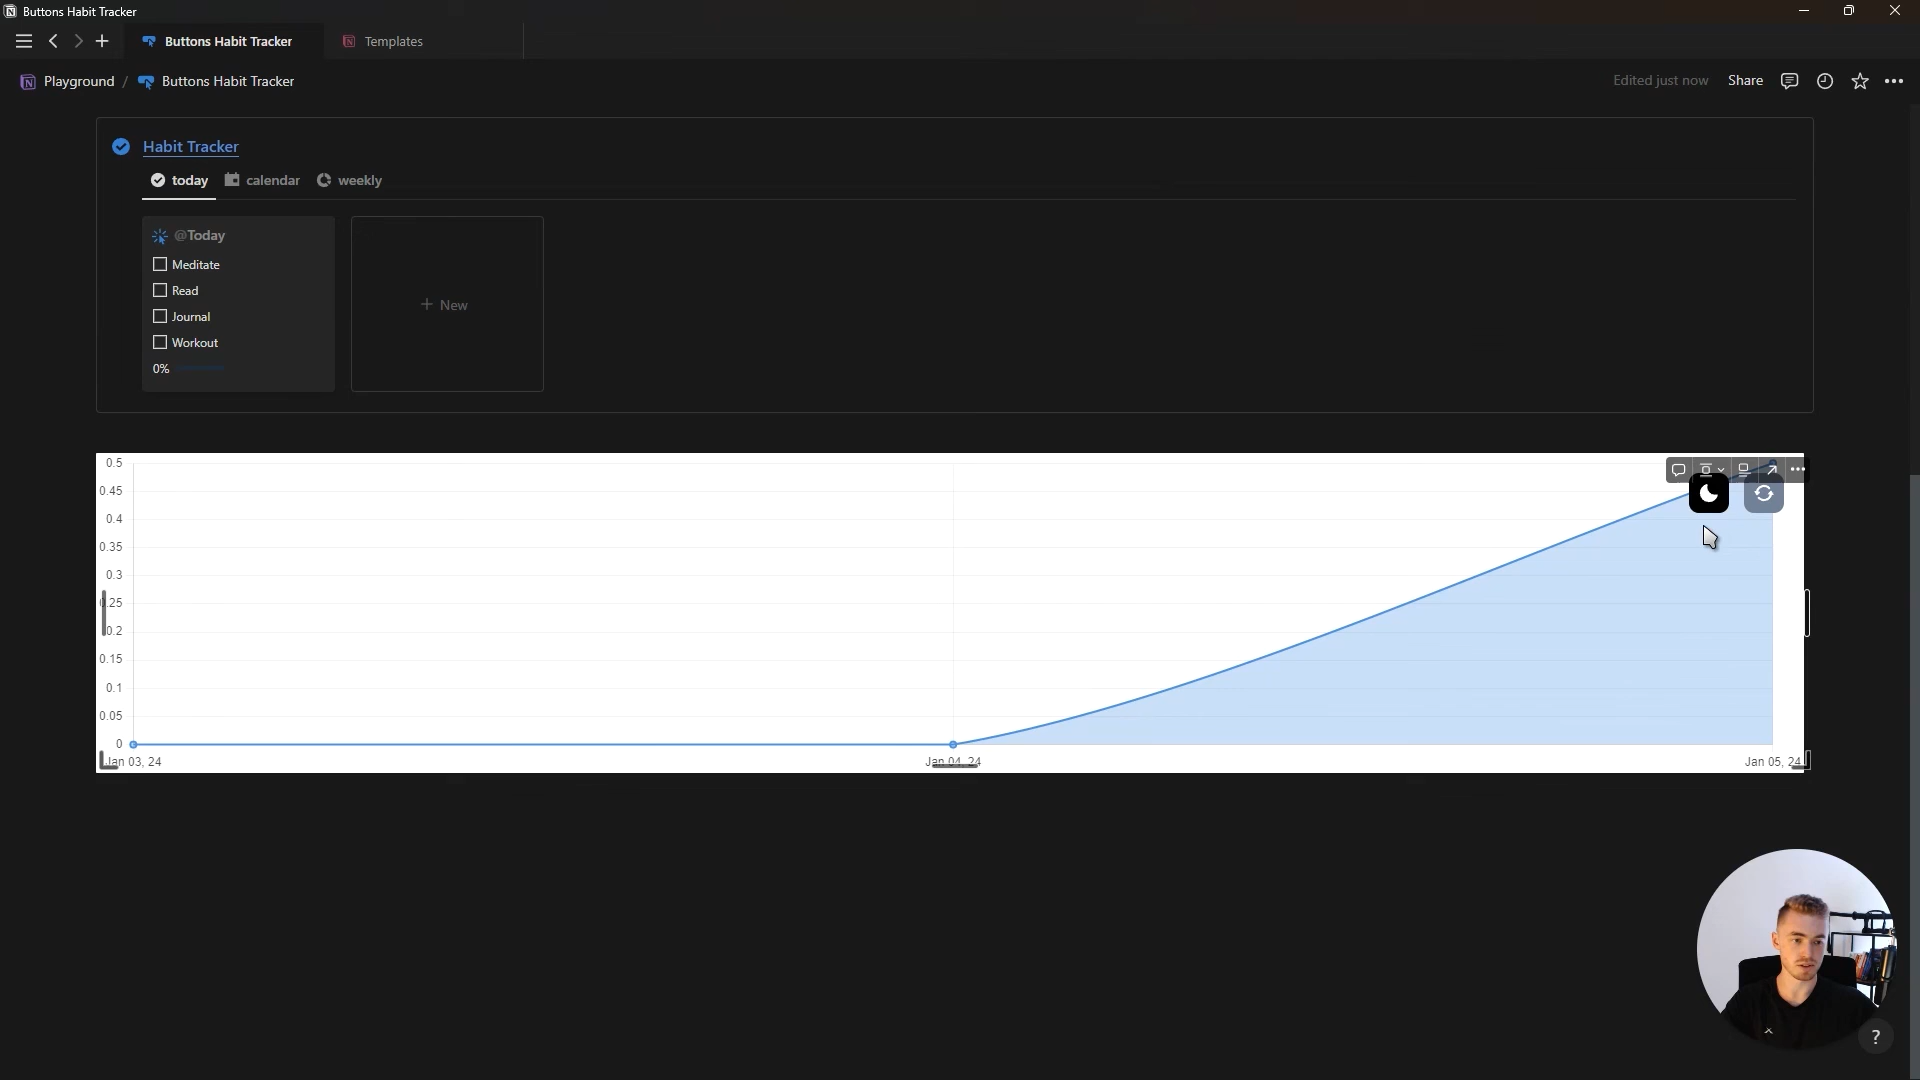 Buttons Habit Tracker
Buttons Habit Tracker
Templates
Playground / Buttons Habit Tracker
Edited just now
Share
Habit Tracker
today
calendar
weekly
@Today
Meditate
Read
Journal
Workout
0%
+ New
0.5
0.45
0.4
0.35
0.3
0.25
0.2
0.15
0.1
0.05
0
Jan 03, 24
Jan 04, 24
Jan 05, 24
?